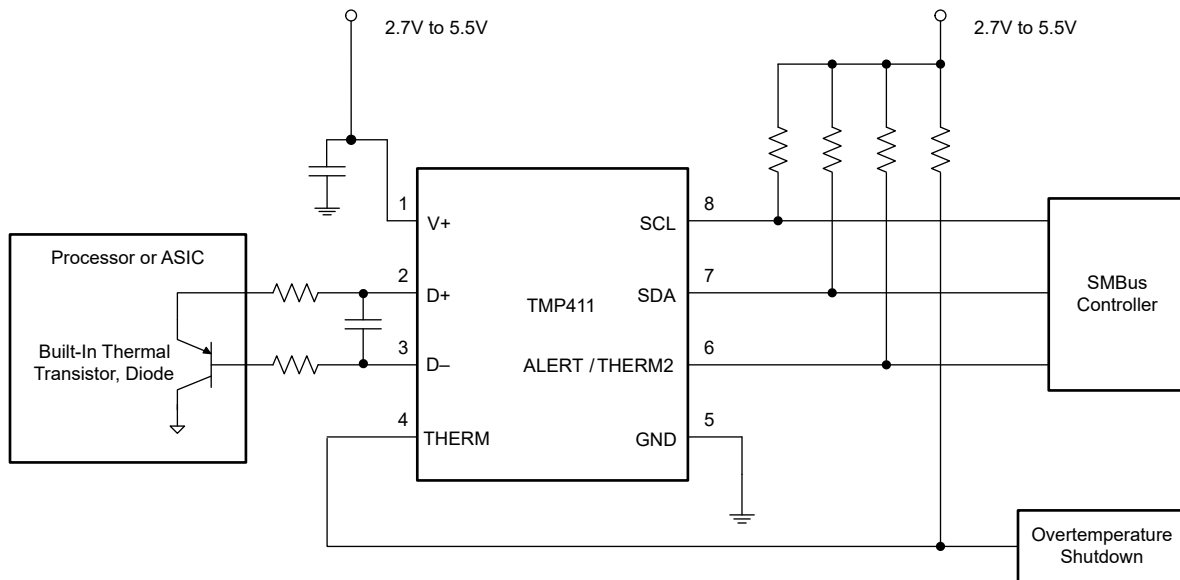 2.7V to 5.5V
2.7V to 5.5V
Processor or ASIC
Built-In Thermal
Transistor, Diode
1
V+
2
D+
3
D–
4
THERM
TMP411
8
SCL
7
SDA
6
ALERT / THERM2
5
GND
SMBus
Controller
Overtemperature
Shutdown